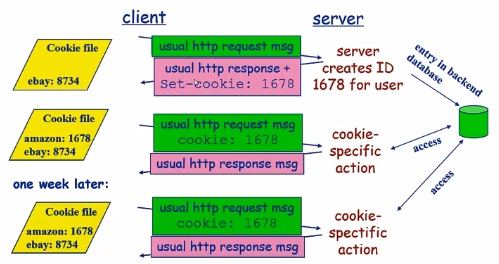 client
server
Cookie file
ebay: 8734
usual http request msg
usual http response +
Set-cookie: 1678
server
creates ID
1678 for user
entry in backend
database
Cookie file
amazon: 1678
ebay: 8734
usual http request msg
cookie: 1678
usual http response msg
cookie-
specific
action
access
access
one week later:
Cookie file
amazon: 1678
ebay: 8734
usual http request msg
cookie: 1678
usual http response msg
cookie-
spectific
action